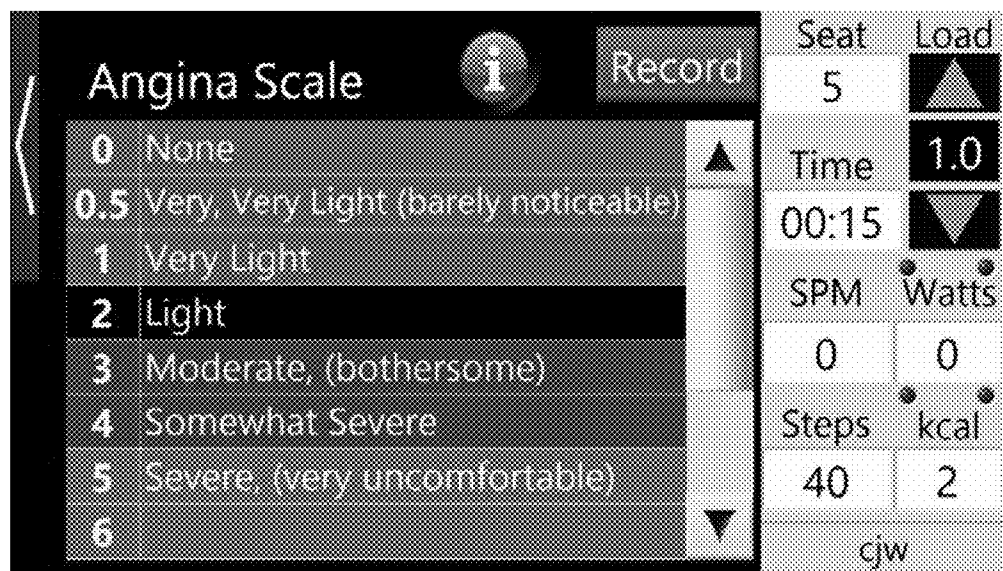 Angina Scale
i
Record
0 None
0.5 Very, Very Light (barely noticeable)
1 Very Light
2 Light
3 Moderate, (bothersome)
4 Somewhat Severe
5 Severe, (very uncomfortable)
6
Seat Load
5
1.0
Time
00:15
SPM Watts
0 0
Steps kcal
40 2
cjw